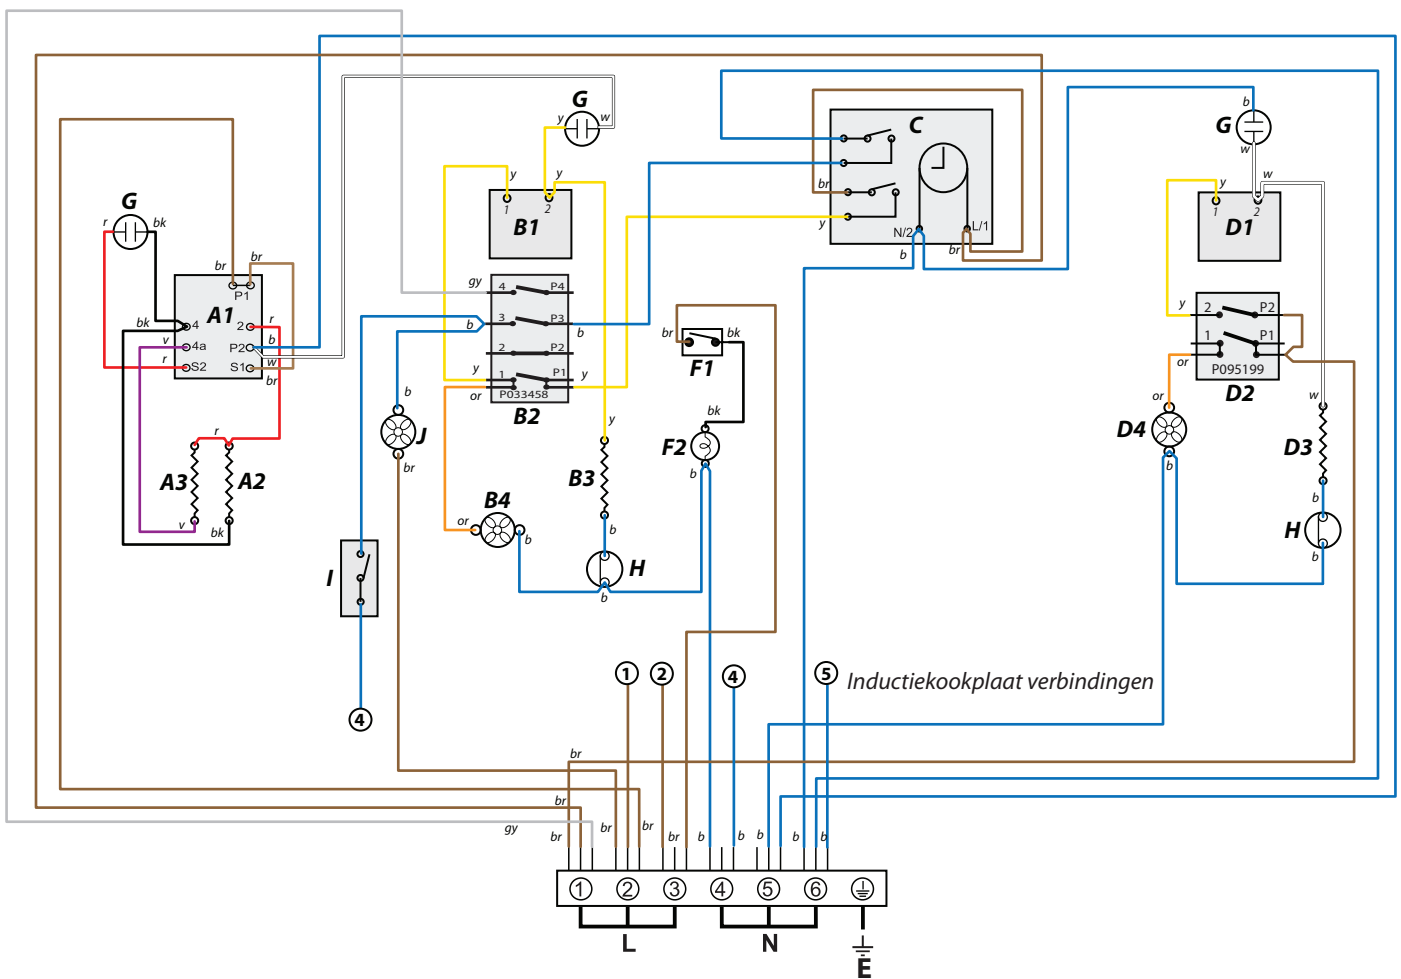 G
y
w
C
br
y
N/2
L/1
b
br
b
G
w
w
y
1
2
D1
y
y
y
1
2
B1
G
r
bk
br
br
P1
A1
bk
4
2
r
v
4a
P2
b
r
S2
S1
w
br
gy
4
P4
b
3
P3
b
2
P2
y
1
P1
y
or
P033458
B2
br
bk
F1
y
2
P2
1
P1
or
P095199
D2
b
J
br
y
bk
F2
b
or
D4
b
w
D3
r
A3
A2
v
bk
B3
B4
or
b
b
H
b
b
H
b
I
4
1
2
4
5
Inductiekookplaat verbindingen
br
br
gy
br
br
br
br
b
b
b
b
b
1
2
3
4
5
6
L
N
E